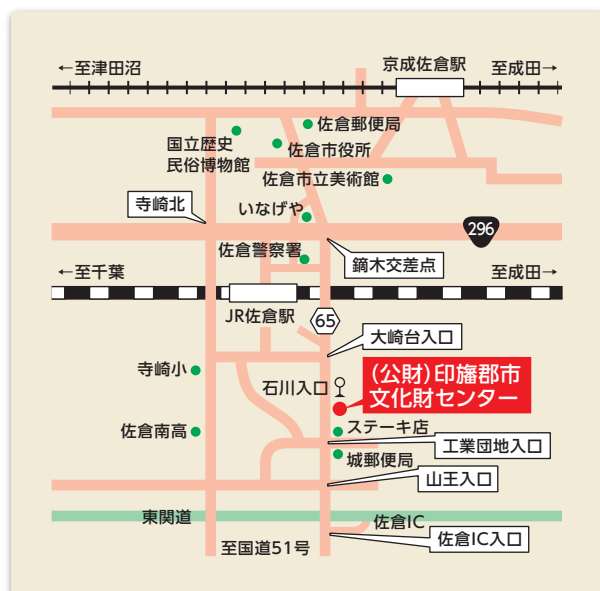 ←至津田沼
京成佐倉駅
至成田→
佐倉郵便局
国立歴史
民俗博物館
佐倉市役所
佐倉市立美術館
寺崎北
いなげや
296
佐倉警察署
鏑木交差点
←至千葉
至成田→
JR佐倉駅
65
大崎台入口
寺崎小
石川入口
(公財)印旛郡市
文化財センター
佐倉南高
ステーキ店
工業団地入口
城郵便局
山王入口
東関道
佐倉IC
佐倉IC入口
至国道51号